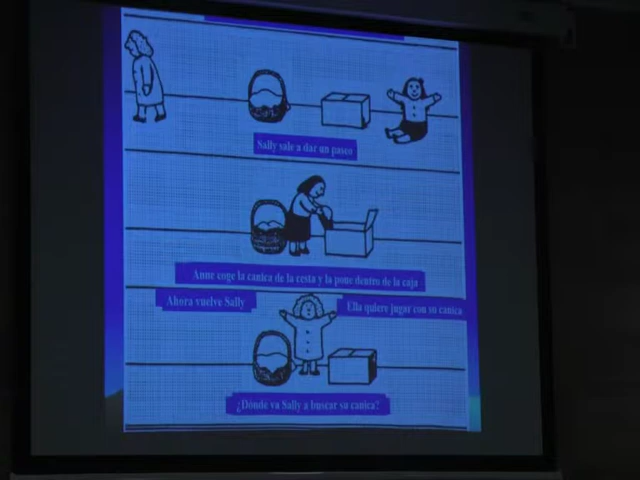 Sally sale a dar un paseo
Anne coge la canica de la cesta y la pone dentro de la caja
Ahora vuelve Sally
Ella quiere jugar con su canica
¿Dónde va Sally a buscar su canica?